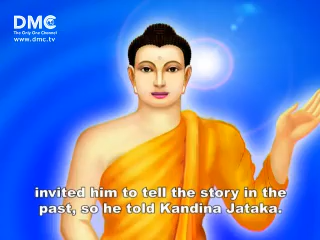 DMC
The Only One Channel
www.dmc.tv
invited him to tell the story in the
past, so he told Kandina Jataka.